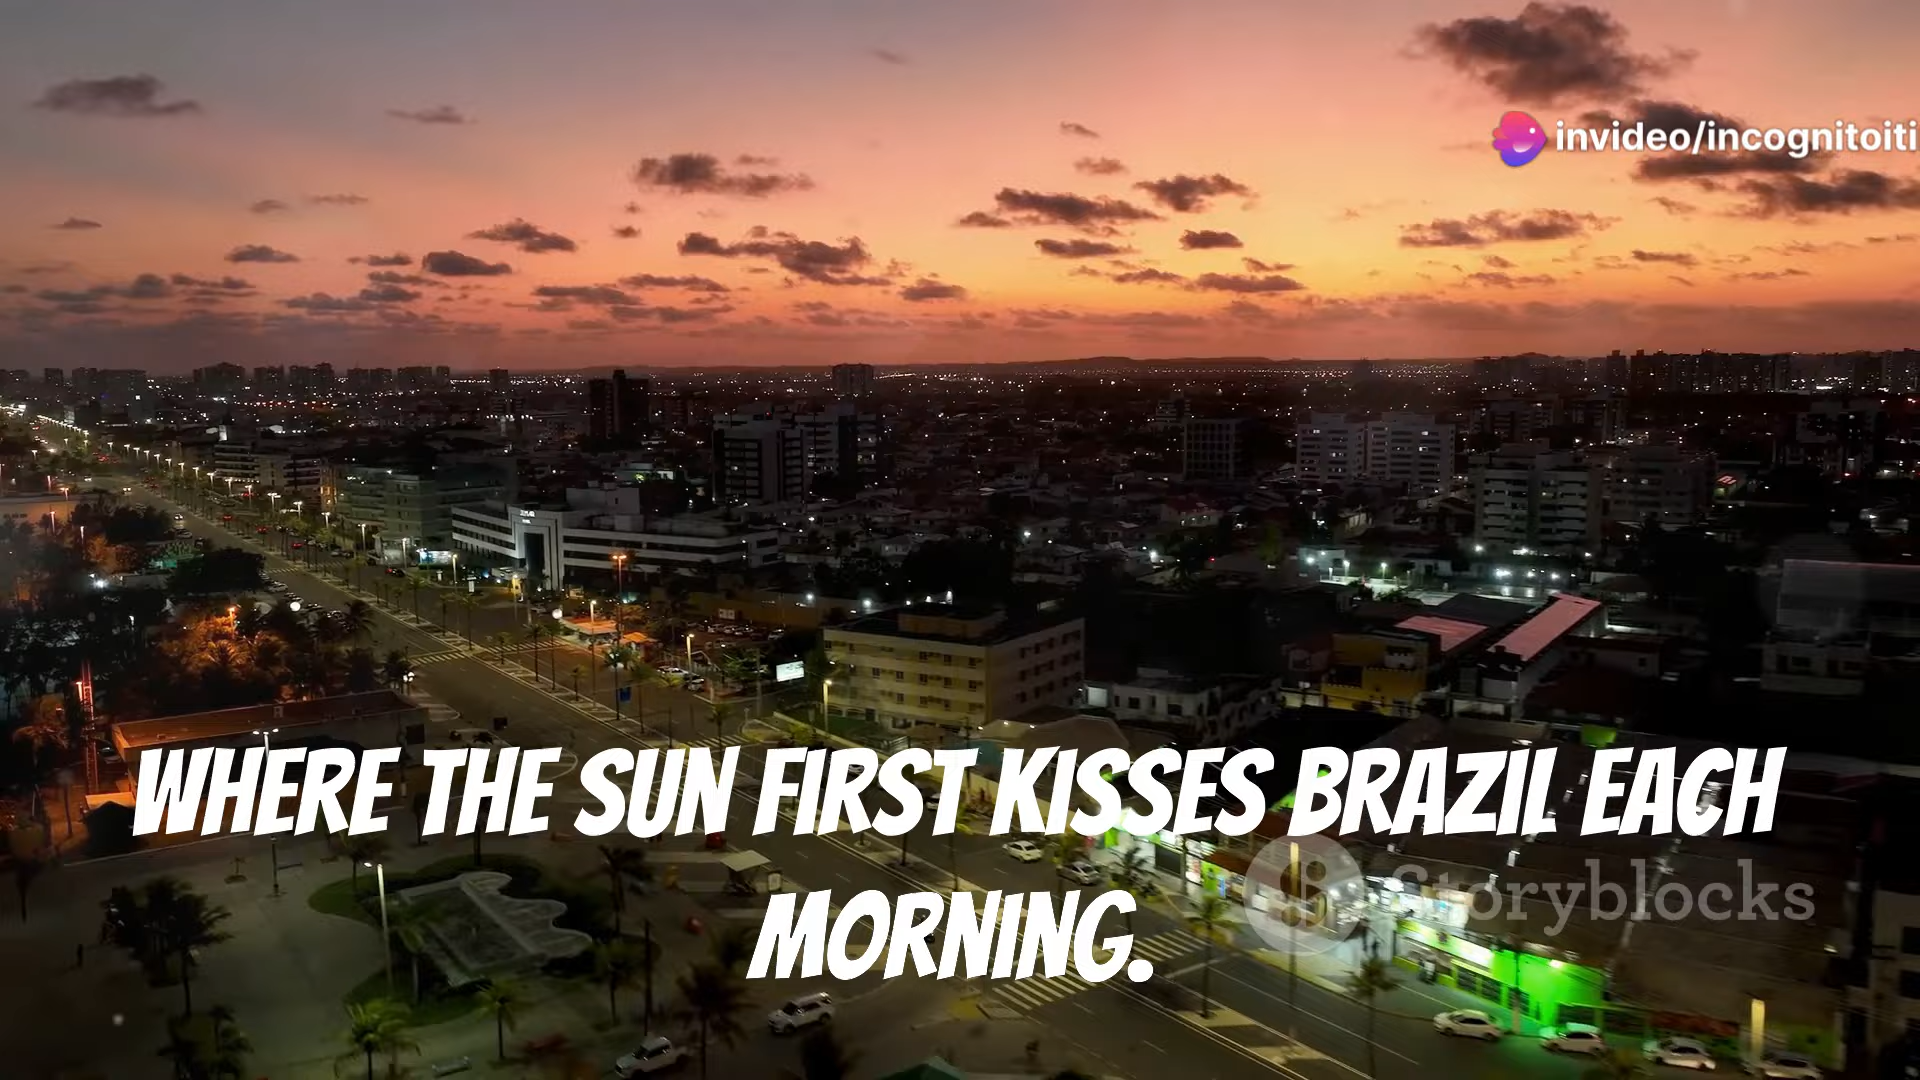 invideo/incognitoiti
WHERE THE SUN FIRST KISSES BRAZIL EACH
MORNING.
Storyblocks